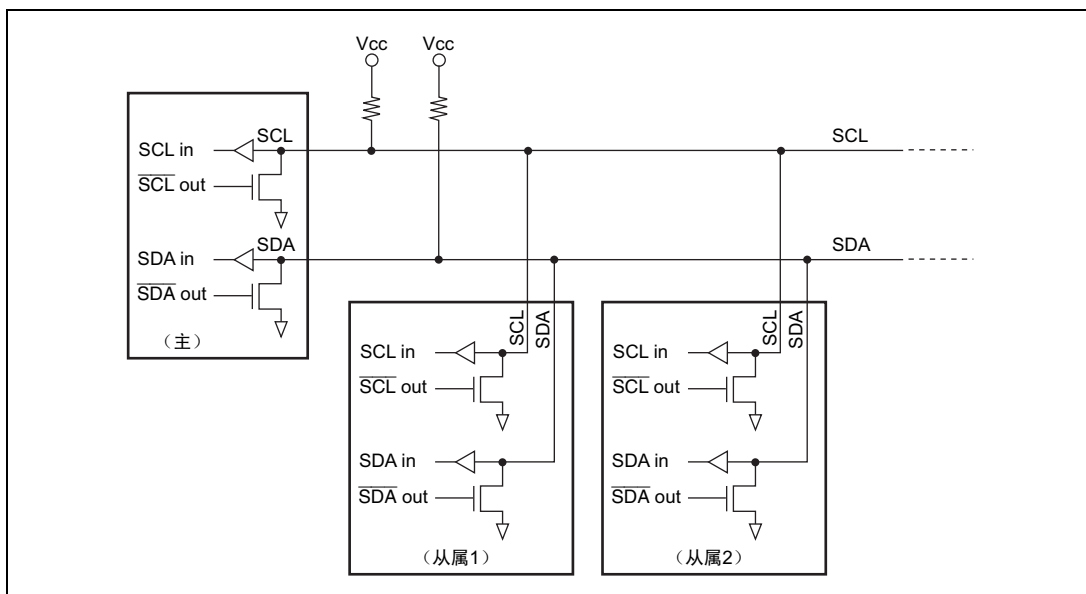 Vcc Vcc
SCL
SCL in
SCL out
SDA
SDA in
SDA out
（主）
SCL
SDA
SCL
SDA
SCL in
SCL out
SDA in
SDA out
（从属1）
SCL
SDA
SCL in
SCL out
SDA in
SDA out
（从属2）